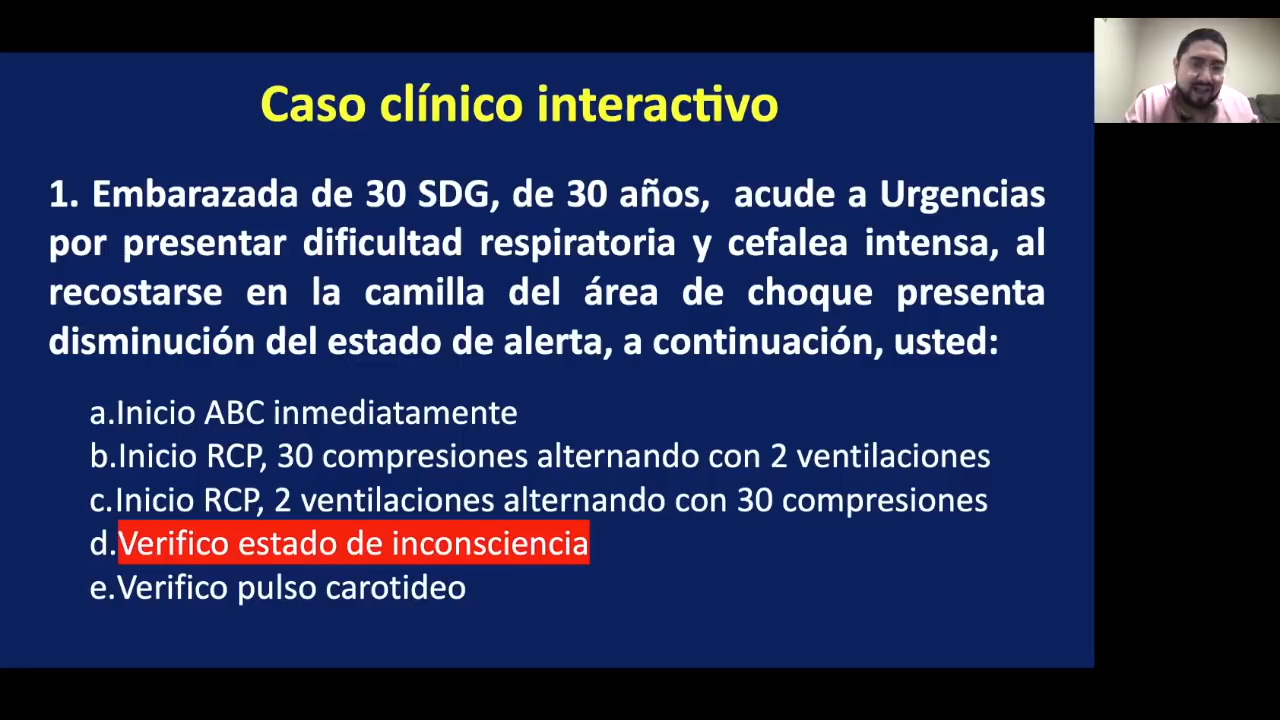 Caso clínico interactivo
1. Embarazada de 30 SDG, de 30 años, acude a Urgencias
por presentar dificultad respiratoria y cefalea intensa, al
recostarse en la camilla del área de choque presenta
disminución del estado de alerta, a continuación, usted:
a.Inicio ABC inmediatamente
b.Inicio RCP, 30 compresiones alternando con 2 ventilaciones
c.Inicio RCP, 2 ventilaciones alternando con 30 compresiones
d.Verifico estado de inconsciencia
e.Verifico pulso carotideo